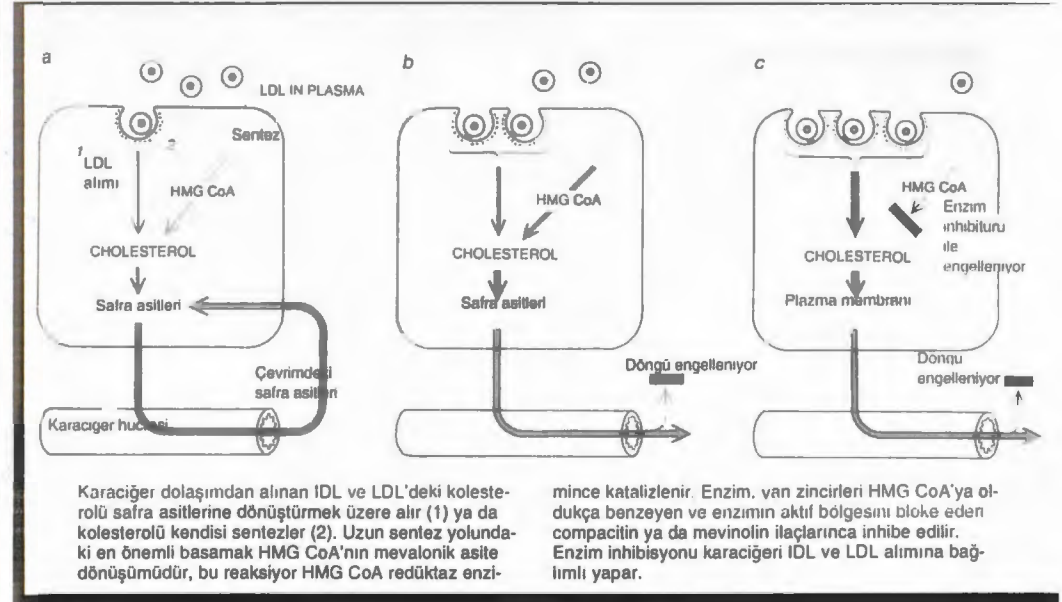 a
LDL IN PLASMA
1
2
Sentez
LDL
alımı
HMG CoA
CHOLESTEROL
Safra asitleri
Çevrimdeki
safra asitleri
Karaciğer hücresi
b
HMG CoA
CHOLESTEROL
Safra asitleri
Döngü engelleniyor
c
HMG CoA
Enzim
inhibituru
ile
engelleniyor
CHOLESTEROL
Plazma membranı
Döngu
engelleniyor
Karaciğer dolaşımdan alınan IDL ve LDL'deki koleste-
rolü safra asitlerine dönüştürmek üzere alır (1) ya da
kolesterolü kendisi sentezler (2). Uzun sentez yolunda-
ki en önemli basamak HMG CoA'nın mevalonik asite
dönüşümüdür, bu reaksiyor HMG CoA redüktaz enzi-
mince katalizlenir. Enzim, van zincirleri HMG CoA'ya ol-
dukça benzeyen ve enzimin aktif bölgesini bloke eden
compacitin ya da mevinolin ilaçlarınca inhibe edilir.
Enzim inhibisyonu karaciğeri IDL ve LDL alımına bağ-
lımlı yapar.